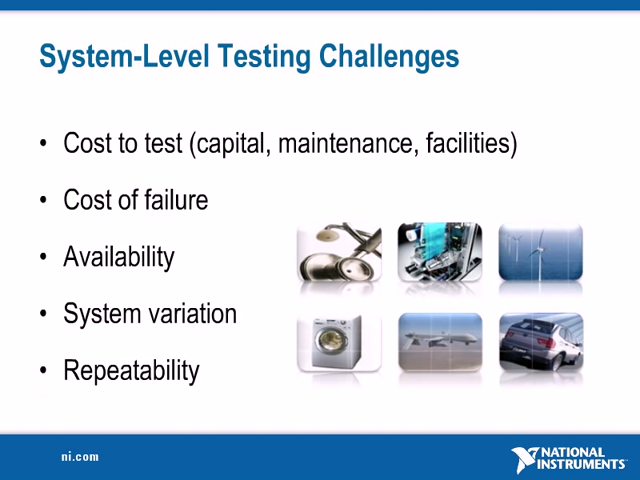 System-Level Testing Challenges
• Cost to test (capital, maintenance, facilities)
• Cost of failure
• Availability
• System variation
• Repeatability
ni.com
NATIONAL
INSTRUMENTS